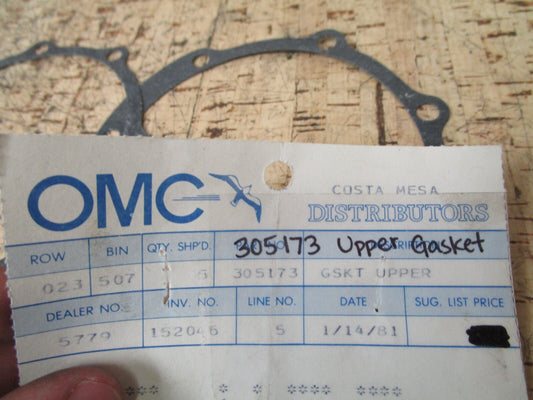 OMC
COSTA MESA
DISTRIBUTORS
305173 Upper Gasket
ROW BIN QTY. SHP'D.
023 507 5 305173 GSKT UPPER
DEALER NO. INV. NO. LINE NO. DATE SUG. LIST PRICE
5779 152046 5 1/14/81
** * **** ****